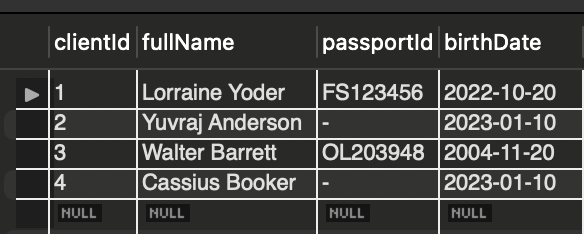 clientId fullName passportId birthDate
1 Lorraine Yoder FS123456 2022-10-20
2 Yuvraj Anderson - 2023-01-10
3 Walter Barrett OL203948 2004-11-20
4 Cassius Booker - 2023-01-10
NULL NULL NULL NULL